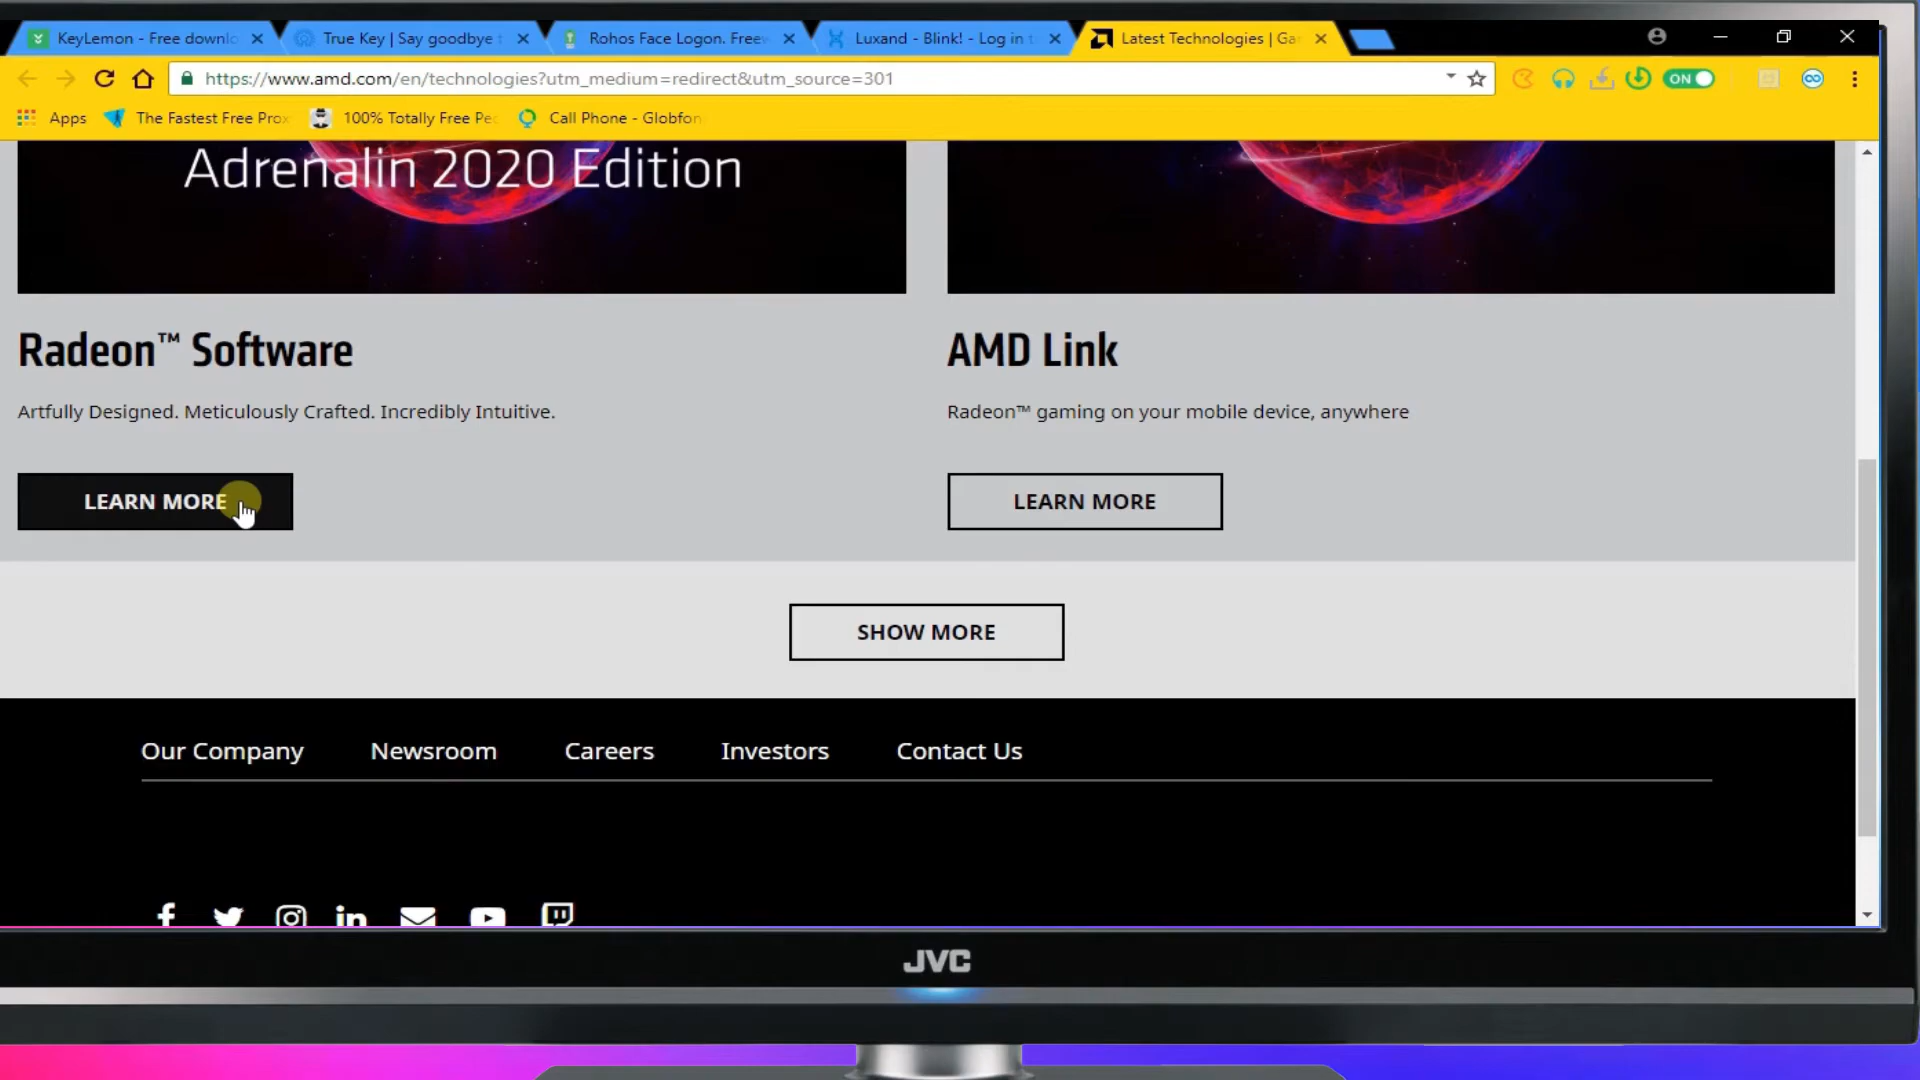 KeyLemon - Free downlo
True Key | Say goodbye t
Rohos Face Logon. Freew
Luxand - Blink! - Log in t
Latest Technologies | Ga
https://www.amd.com/en/technologies?utm_medium=redirect&utm_source=301
ON
Apps
The Fastest Free Prox
100% Totally Free Pe
Call Phone - Globfon
Adrenalin 2020 Edition
Radeon™ Software
AMD Link
Artfully Designed. Meticulously Crafted. Incredibly Intuitive.
Radeon™ gaming on your mobile device, anywhere
LEARN MORE
LEARN MORE
SHOW MORE
Our Company
Newsroom
Careers
Investors
Contact Us
JVC